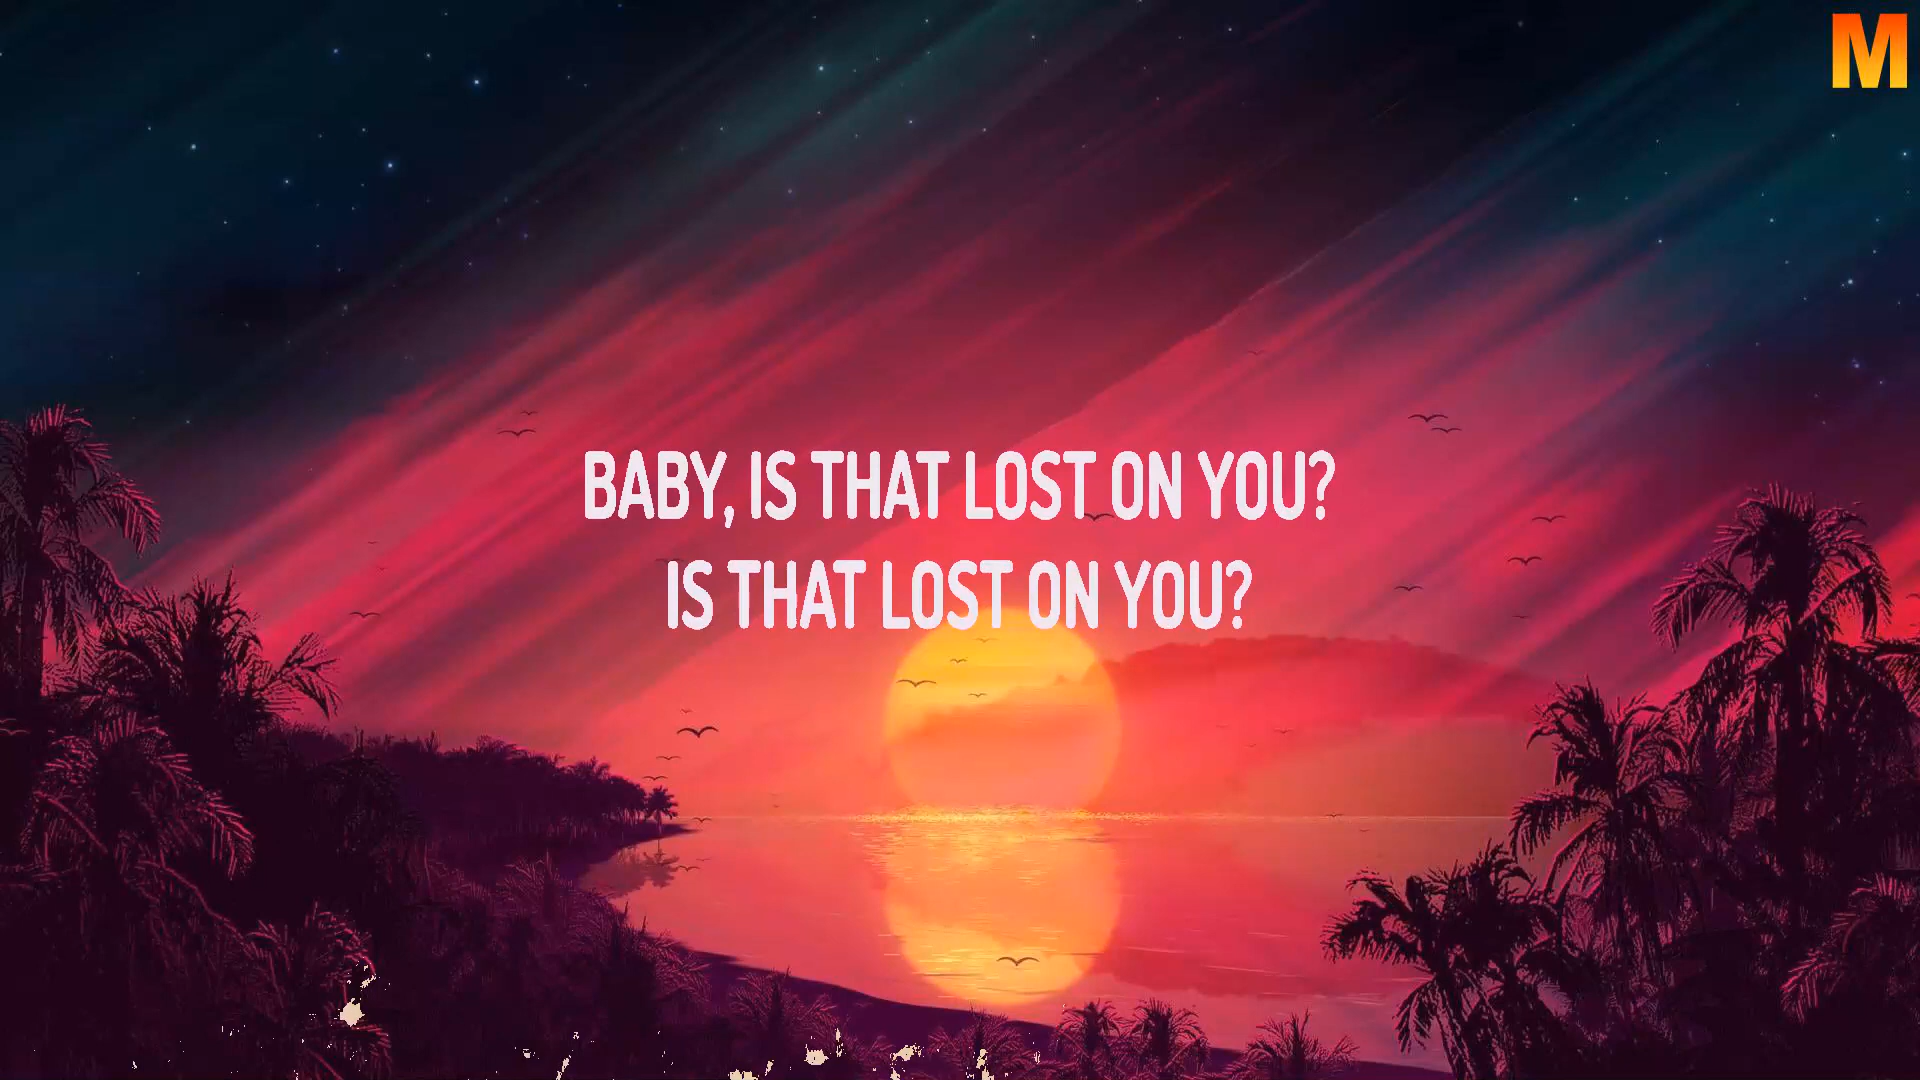 M
BABY, IS THAT LOST ON YOU?
IS THAT LOST ON YOU?